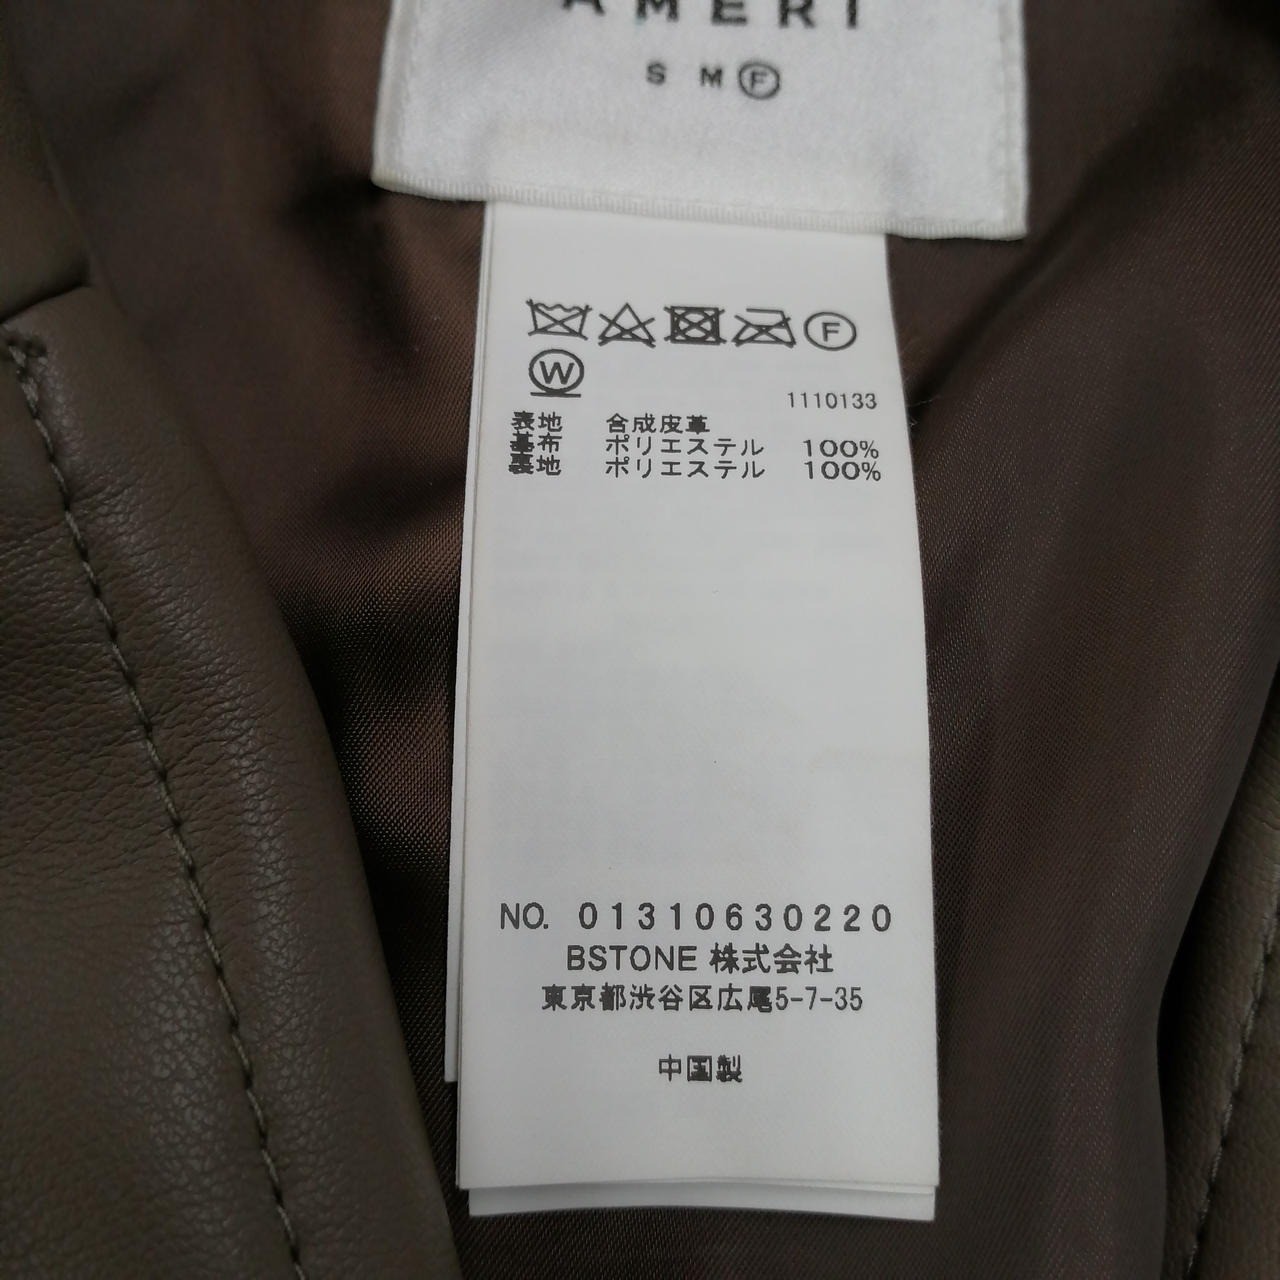 AMERI
S M F
F
W
1110133
表地 合成皮革
基布 ポリエステル 100%
裏地 ポリエステル 100%
NO. 01310630220
BSTONE 株式会社
東京都渋谷区広尾5-7-35
中国製